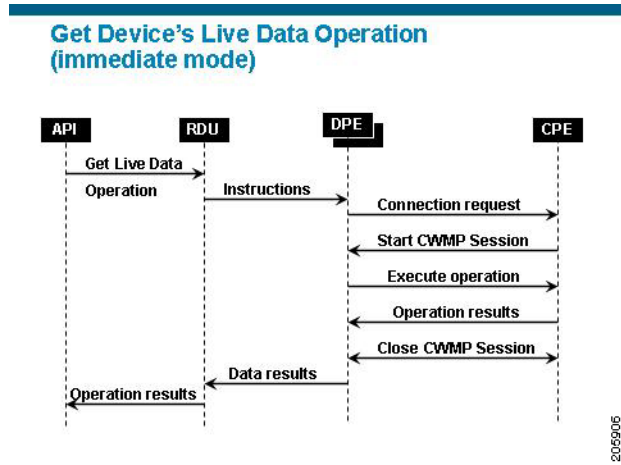 Get Device's Live Data Operation
(immediate mode)
API
RDU
DPE
CPE
Get Live Data
Operation
Instructions
Connection request
Start CWMP Session
Execute operation
Operation results
Close CWMP Session
Data results
Operation results
205906